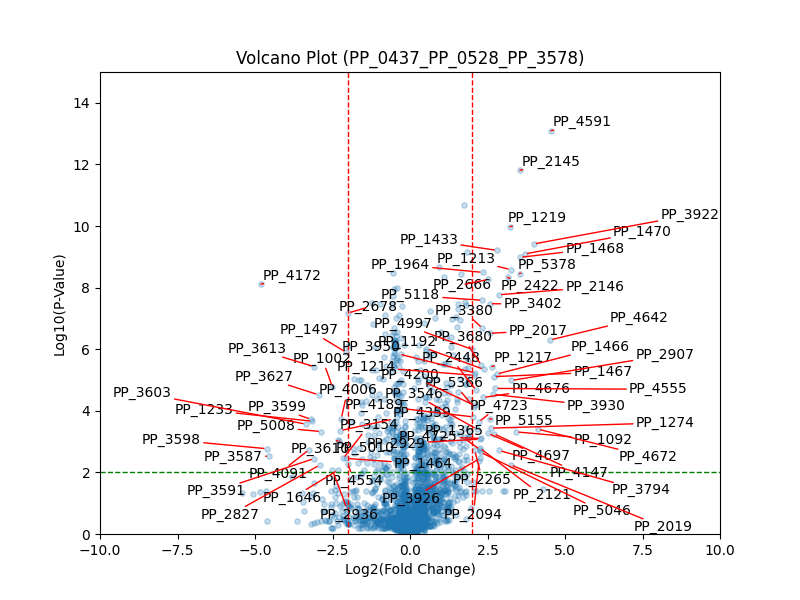 Volcano Plot (PP_0437_PP_0528_PP_3578)
Log10(P-Value)
14
12
10
8
6
4
2
0
PP_4591
PP_2145
PP_1219
PP_3922
PP_1470
PP_1433
PP_1468
PP_1213
PP_5378
PP_1964
PP_4172
PP_2666
PP_2422
PP_2146
PP_5118
PP_3402
PP_2678
PP_3380
PP_4642
PP_4997
PP_1497
PP_2017
PP_3680
PP_1192
PP_3950
PP_3613
PP_1466
PP_2907
PP_1002
PP_2448
PP_1217
PP_1214
PP_1467
PP_4200
PP_3627
PP_5366
PP_3603
PP_4006
PP_3546
PP_4676
PP_4555
PP_1233
PP_3599
PP_4189
PP_4723
PP_3930
PP_4359
PP_5008
PP_3154
PP_5155
PP_1274
PP_1365
PP_4725
PP_3598
PP_2929
PP_1092
PP_3610
PP_5010
PP_3587
PP_4697
PP_4672
PP_1464
PP_4091
PP_4554
PP_2265
PP_4147
PP_3591
PP_1646
PP_3926
PP_2121
PP_3794
PP_2827
PP_2936
PP_2094
PP_5046
PP_2019
−10.0 −7.5 −5.0 −2.5 0.0 2.5 5.0 7.5 10.0
Log2(Fold Change)